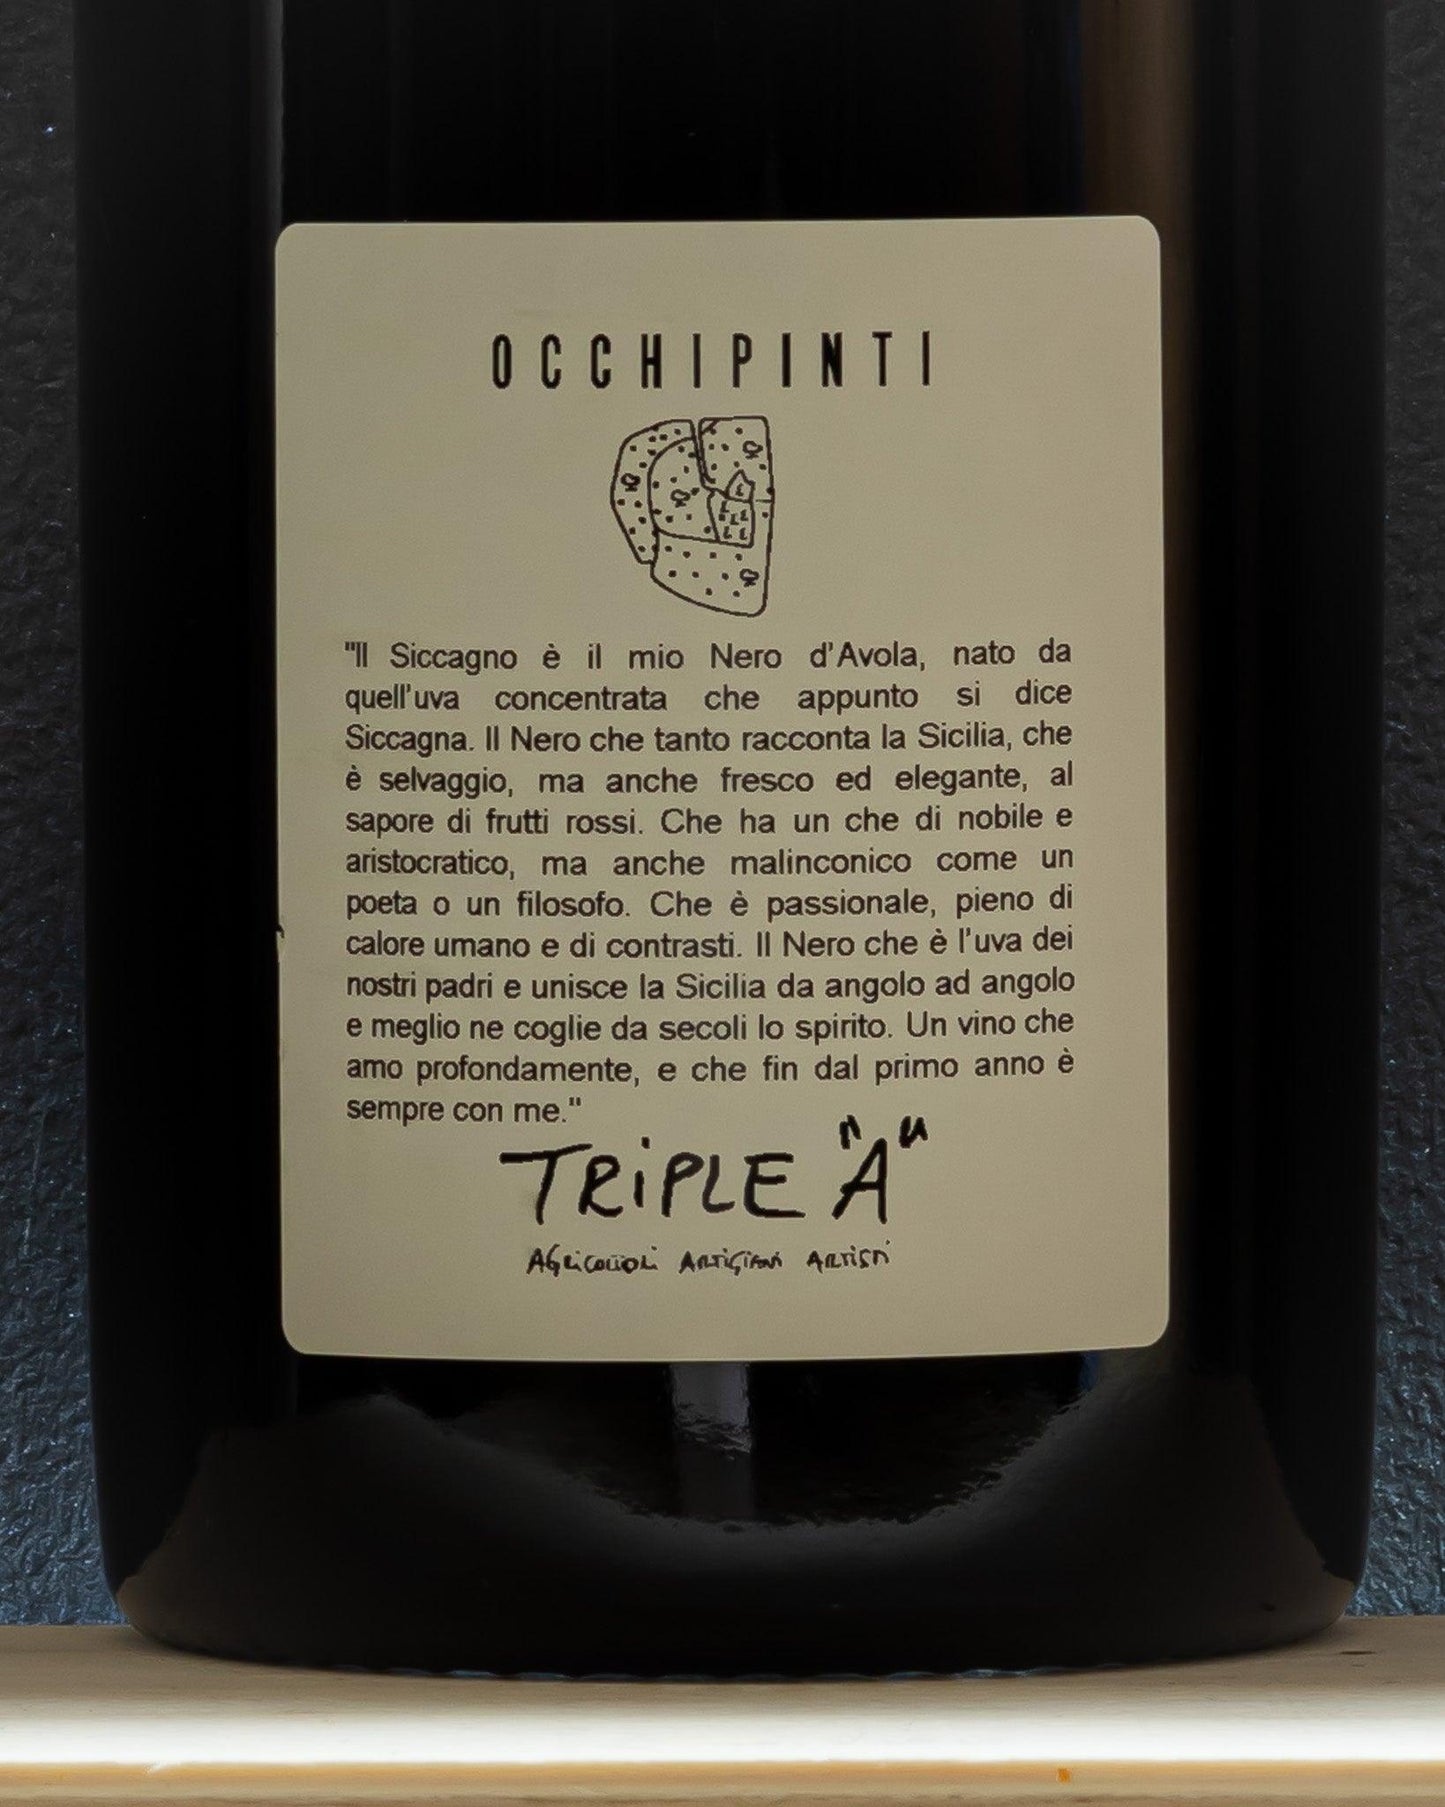 OCCHIPINTI
"Il Siccagno è il mio Nero d'Avola, nato da
quell'uva concentrata che appunto si dice
Siccagna. Il Nero che tanto racconta la Sicilia, che
è selvaggio, ma anche fresco ed elegante, al
sapore di frutti rossi. Che ha un che di nobile e
aristocratico, ma anche malinconico come un
poeta o un filosofo. Che è passionale, pieno di
calore umano e di contrasti. Il Nero che è l'uva dei
nostri padri e unisce la Sicilia da angolo ad angolo
e meglio ne coglie da secoli lo spirito. Un vino che
amo profondamente, e che fin dal primo anno è
sempre con me."
TRiPLE "A"
AGRiCOLTORi ARTiGiANi ARTiSTi